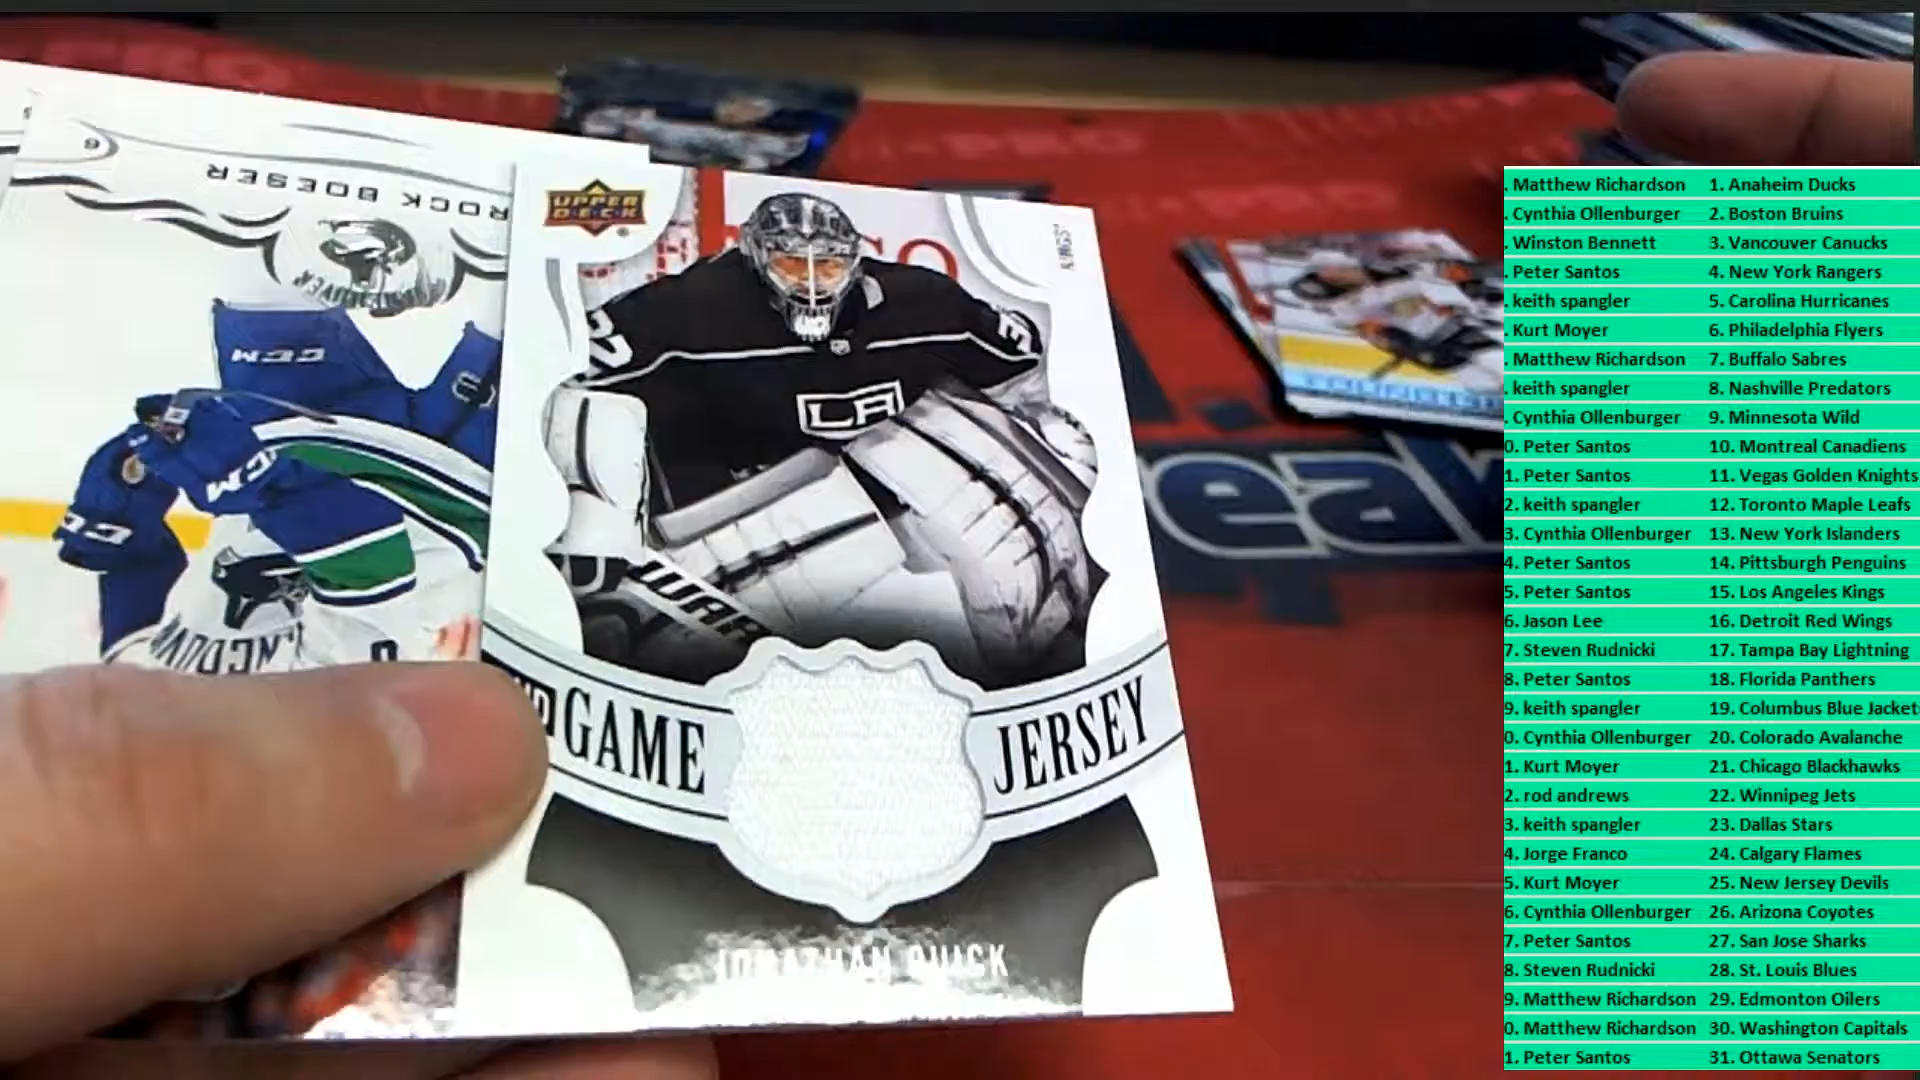 ROCK BOESER
6
CCM
CCM
UPPER
DECK
KINGS
LA
WAR
GAME JERSEY
JONATHAN QUICK
. Matthew Richardson 1. Anaheim Ducks
. Cynthia Ollenburger 2. Boston Bruins
. Winston Bennett 3. Vancouver Canucks
. Peter Santos 4. New York Rangers
. keith spangler 5. Carolina Hurricanes
. Kurt Moyer 6. Philadelphia Flyers
. Matthew Richardson 7. Buffalo Sabres
. keith spangler 8. Nashville Predators
. Cynthia Ollenburger 9. Minnesota Wild
0. Peter Santos 10. Montreal Canadiens
1. Peter Santos 11. Vegas Golden Knights
2. keith spangler 12. Toronto Maple Leafs
3. Cynthia Ollenburger 13. New York Islanders
4. Peter Santos 14. Pittsburgh Penguins
5. Peter Santos 15. Los Angeles Kings
6. Jason Lee 16. Detroit Red Wings
7. Steven Rudnicki 17. Tampa Bay Lightning
8. Peter Santos 18. Florida Panthers
9. keith spangler 19. Columbus Blue Jacket
0. Cynthia Ollenburger 20. Colorado Avalanche
1. Kurt Moyer 21. Chicago Blackhawks
2. rod andrews 22. Winnipeg Jets
3. keith spangler 23. Dallas Stars
4. Jorge Franco 24. Calgary Flames
5. Kurt Moyer 25. New Jersey Devils
6. Cynthia Ollenburger 26. Arizona Coyotes
7. Peter Santos 27. San Jose Sharks
8. Steven Rudnicki 28. St. Louis Blues
9. Matthew Richardson 29. Edmonton Oilers
0. Matthew Richardson 30. Washington Capitals
1. Peter Santos 31. Ottawa Senators